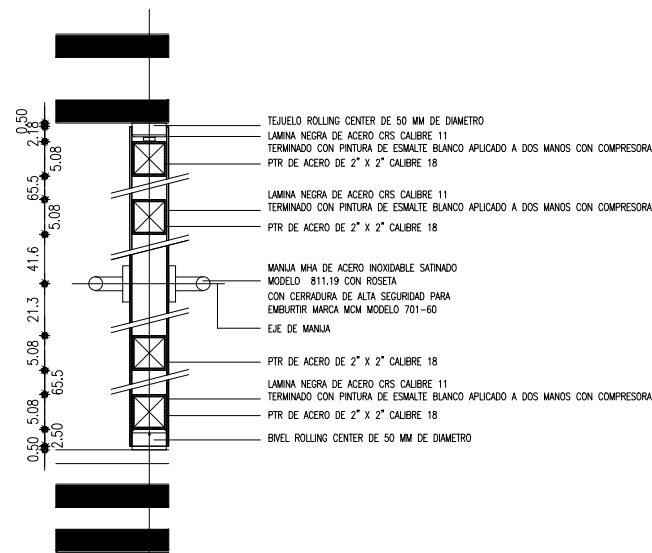 0.50
2.18
5.08
65.5
5.08
41.6
21.3
5.08
65.5
5.08
2.50
0.50
TEJUELO ROLLING CENTER DE 50 MM DE DIAMETRO
LAMINA NEGRA DE ACERO CRS CALIBRE 11
TERMINADO CON PINTURA DE ESMALTE BLANCO APLICADO A DOS MANOS CON COMPRESORA
PTR DE ACERO DE 2" X 2" CALIBRE 18
LAMINA NEGRA DE ACERO CRS CALIBRE 11
TERMINADO CON PINTURA DE ESMALTE BLANCO APLICADO A DOS MANOS CON COMPRESORA
PTR DE ACERO DE 2" X 2" CALIBRE 18
MANIJA MHA DE ACERO INOXIDABLE SATINADO
MODELO 811.19 CON ROSETA
CON CERRADURA DE ALTA SEGURIDAD PARA
EMBURTIR MARCA MCM MODELO 701-60
EJE DE MANIJA
PTR DE ACERO DE 2" X 2" CALIBRE 18
LAMINA NEGRA DE ACERO CRS CALIBRE 11
TERMINADO CON PINTURA DE ESMALTE BLANCO APLICADO A DOS MANOS CON COMPRESORA
PTR DE ACERO DE 2" X 2" CALIBRE 18
BIVEL ROLLING CENTER DE 50 MM DE DIAMETRO